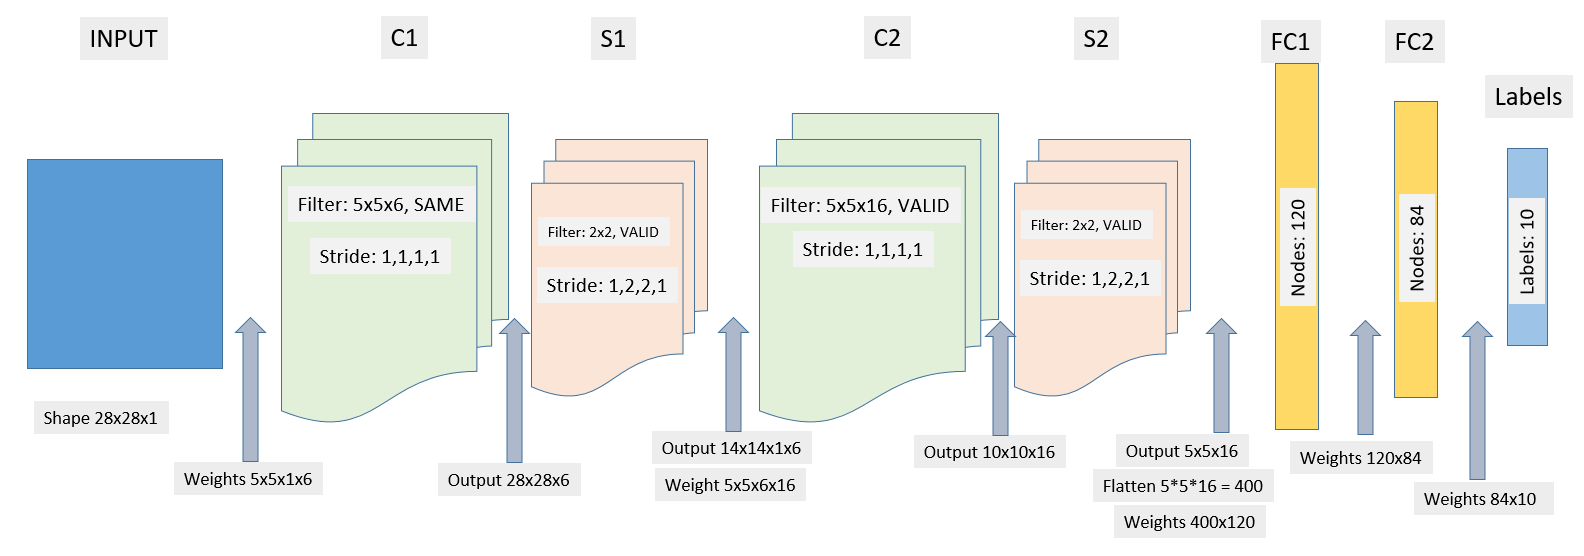 INPUT
C1
S1
C2
S2
FC1
FC2
Labels
Filter: 5x5x6, SAME
Stride: 1,1,1,1
Filter: 2x2, VALID
Stride: 1,2,2,1
Filter: 5x5x16, VALID
Stride: 1,1,1,1
Filter: 2x2, VALID
Stride: 1,2,2,1
Nodes: 120
Nodes: 84
Labels: 10
Shape 28x28x1
Weights 5x5x1x6
Output 28x28x6
Output 14x14x1x6
Weight 5x5x6x16
Output 10x10x16
Output 5x5x16
Flatten 5*5*16 = 400
Weights 400x120
Weights 120x84
Weights 84x10